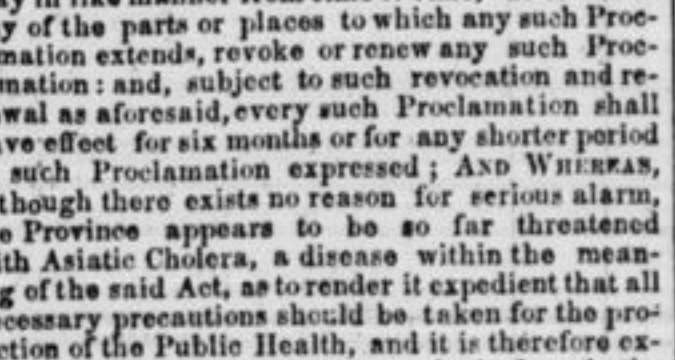 y of the parts or places to which any such Proc-
mation extends, revoke or renew any such Proc-
mation: and, subject to such revocation and re-
wal as aforesaid, every such Proclamation shall
ve effect for six months or for any shorter period
such Proclamation expressed; AND WHEREAS,
though there exists no reason for serious alarm,
e Province appears to be so far threatened
ith Asiatic Cholera, a disease within the mean-
g of the said Act, as to render it expedient that all
cessary precautions should be taken for the pro-
ction of the Public Health, and it is therefore ex-